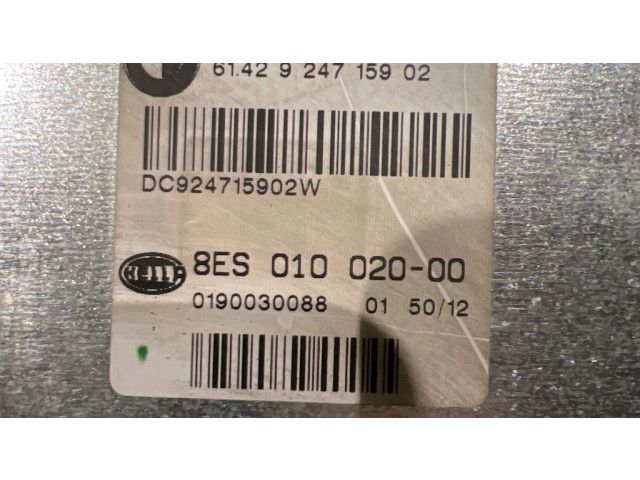 61.42 9 247 159 02
DC924715902W
HELLA
8ES 010 020-00
0190030088 01 50/12